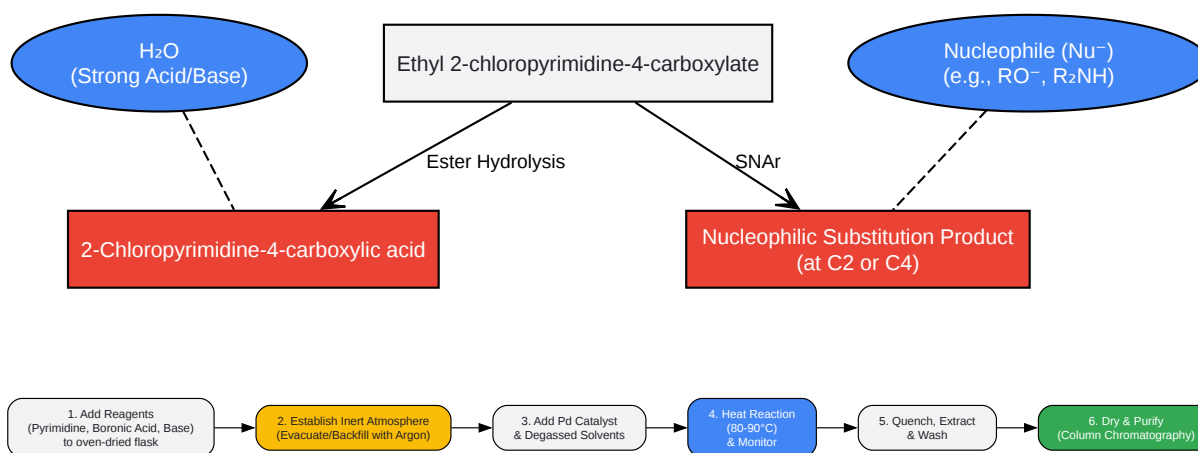 H₂O
(Strong Acid/Base)
Ethyl 2-chloropyrimidine-4-carboxylate
Nucleophile (Nu⁻)
(e.g., RO⁻, R₂NH)
Ester Hydrolysis
SNAr
2-Chloropyrimidine-4-carboxylic acid
Nucleophilic Substitution Product
(at C2 or C4)
1. Add Reagents
(Pyrimidine, Boronic Acid, Base)
to oven-dried flask
2. Establish Inert Atmosphere
(Evacuate/Backfill with Argon)
3. Add Pd Catalyst
& Degassed Solvents
4. Heat Reaction
(80-90°C)
& Monitor
5. Quench, Extract
& Wash
6. Dry & Purify
(Column Chromatography)